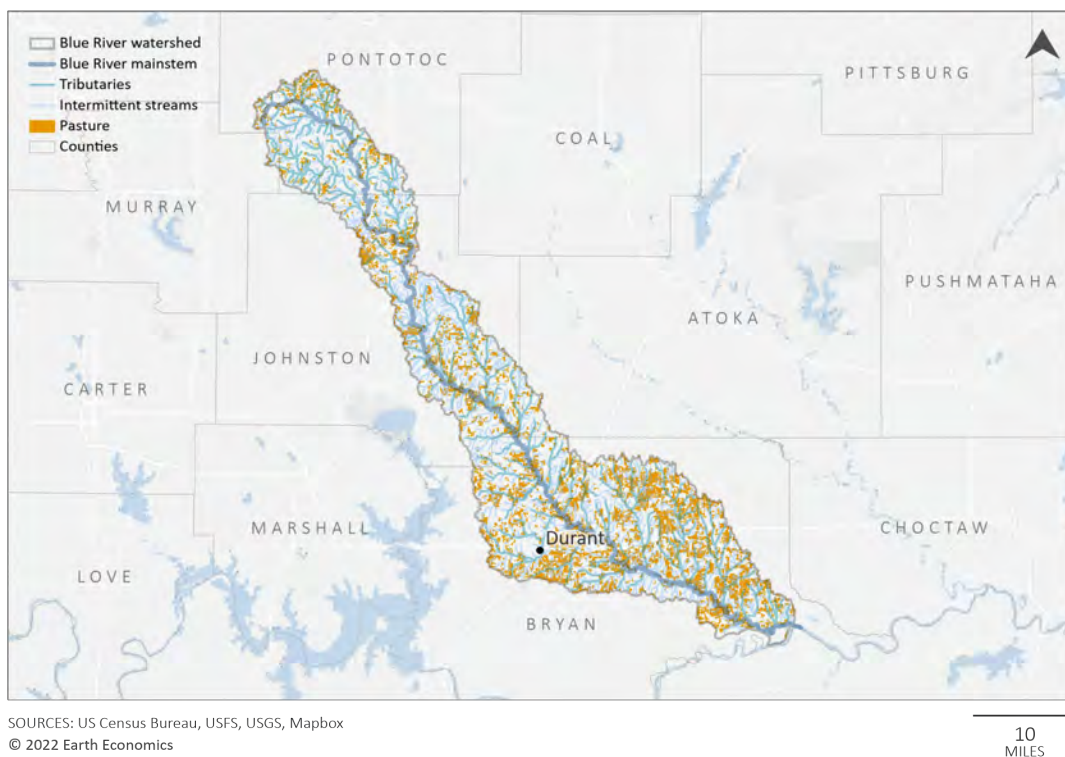 Blue River watershed
Blue River mainstem
Tributaries
Intermittent streams
Pasture
Counties
PONTOTOC
PITTSBURG
COAL
MURRAY
PUSHMATAHA
ATOKA
JOHNSTON
CARTER
MARSHALL
CHOCTAW
Durant
LOVE
BRYAN
SOURCES: US Census Bureau, USFS, USGS, Mapbox
© 2022 Earth Economics
10
MILES